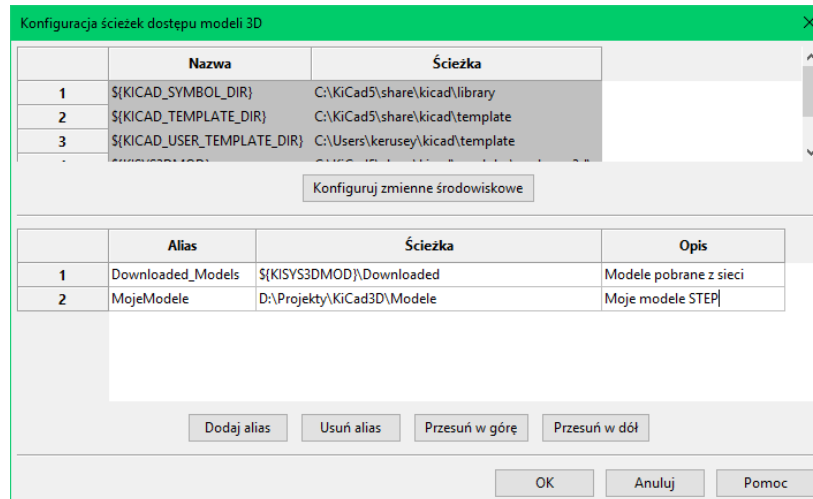 Konfiguracja ścieżek dostępu modeli 3D
Nazwa Ścieżka
1 ${KICAD_SYMBOL_DIR} C:\KiCad5\share\kicad\library
2 ${KICAD_TEMPLATE_DIR} C:\KiCad5\share\kicad\template
3 ${KICAD_USER_TEMPLATE_DIR} C:\Users\kerusey\kicad\template
Konfiguruj zmienne środowiskowe
Alias Ścieżka Opis
1 Downloaded_Models ${KISYS3DMOD}\Downloaded Modele pobrane z sieci
2 MojeModele D:\Projekty\KiCad3D\Modele Moje modele STEP
Dodaj alias Usuń alias Przesuń w górę Przesuń w dół
OK Anuluj Pomoc